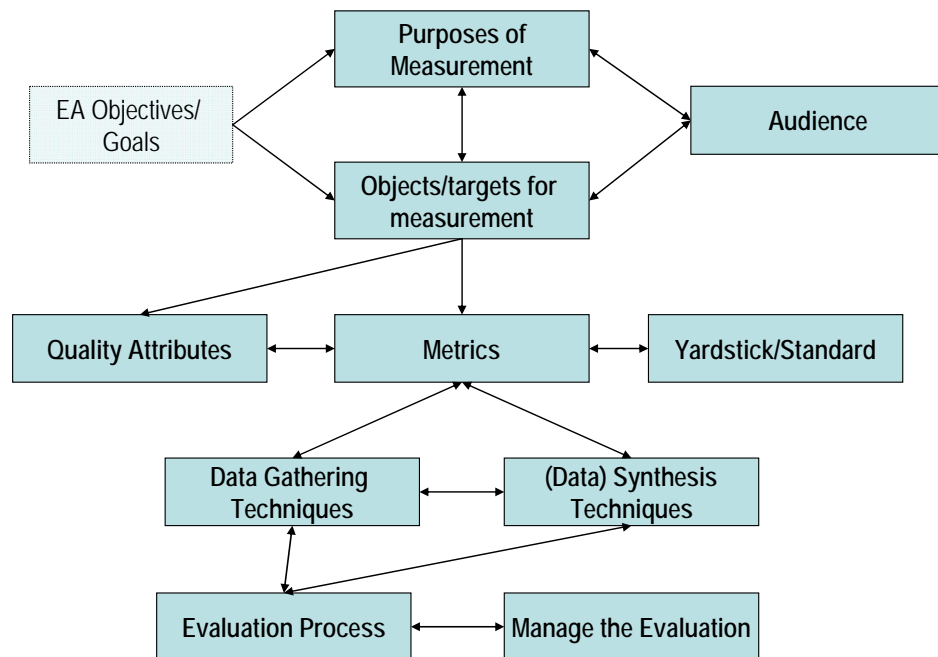 Purposes of
Measurement
EA Objectives/
Goals
Audience
Objects/targets for
measurement
Quality Attributes
Metrics
Yardstick/Standard
Data Gathering
Techniques
(Data) Synthesis
Techniques
Evaluation Process
Manage the Evaluation